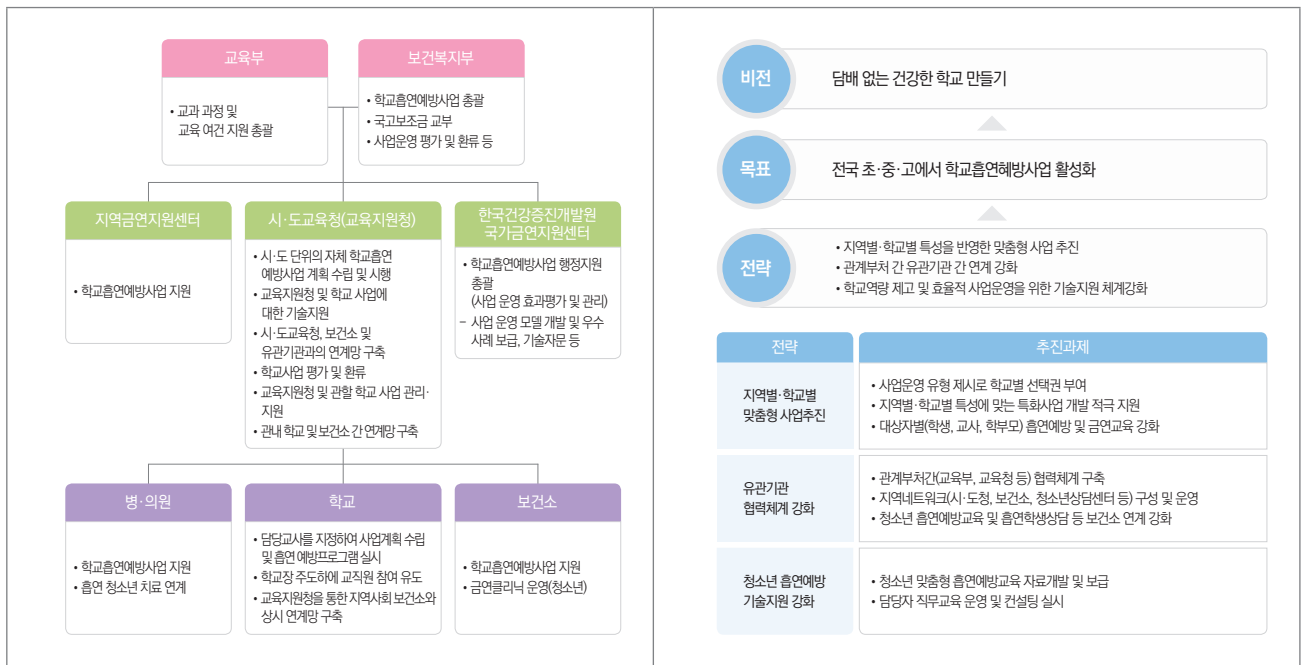 교육부
• 교과 과정 및
교육 여건 지원 총괄
보건복지부
• 학교흡연예방사업 총괄
• 국고보조금 교부
• 사업운영 평가 및 환류 등
지역금연지원센터
• 학교흡연예방사업 지원
시·도교육청(교육지원청)
• 시·도 단위의 자체 학교흡연
예방사업 계획 수립 및 시행
• 교육지원청 및 학교 사업에
대한 기술지원
• 시·도교육청, 보건소 및
유관기관과의 연계망 구축
• 학교사업 평가 및 환류
• 교육지원청 및 관할 학교 사업 관리·
지원
• 관내 학교 및 보건소 간 연계망 구축
한국건강증진개발원
국가금연지원센터
• 학교흡연예방사업 행정지원
총괄
(사업 운영 효과평가 및 관리)
– 사업 운영 모델 개발 및 우수
사례 보급, 기술자문 등
병·의원
• 학교흡연예방사업 지원
• 흡연 청소년 치료 연계
학교
• 담당교사를 지정하여 사업계획 수립
및 흡연 예방프로그램 실시
• 학교장 주도하에 교직원 참여 유도
• 교육지원청을 통한 지역사회 보건소와
상시 연계망 구축
보건소
• 학교흡연예방사업 지원
• 금연클리닉 운영(청소년)
비전
담배 없는 건강한 학교 만들기
목표
전국 초·중·고에서 학교흡연혜방사업 활성화
전략
• 지역별·학교별 특성을 반영한 맞춤형 사업 추진
• 관계부처 간 유관기관 간 연계 강화
• 학교역량 제고 및 효율적 사업운영을 위한 기술지원 체계강화
전략
추진과제
지역별·학교별
맞춤형 사업추진
• 사업운영 유형 제시로 학교별 선택권 부여
• 지역별·학교별 특성에 맞는 특화사업 개발 적극 지원
• 대상자별(학생, 교사, 학부모) 흡연예방 및 금연교육 강화
유관기관
협력체계 강화
• 관계부처간(교육부, 교육청 등) 협력체계 구축
• 지역네트워크(시·도청, 보건소, 청소년상담센터 등) 구성 및 운영
• 청소년 흡연예방교육 및 흡연학생상담 등 보건소 연계 강화
청소년 흡연예방
기술지원 강화
• 청소년 맞춤형 흡연예방교육 자료개발 및 보급
• 담당자 직무교육 운영 및 컨설팅 실시